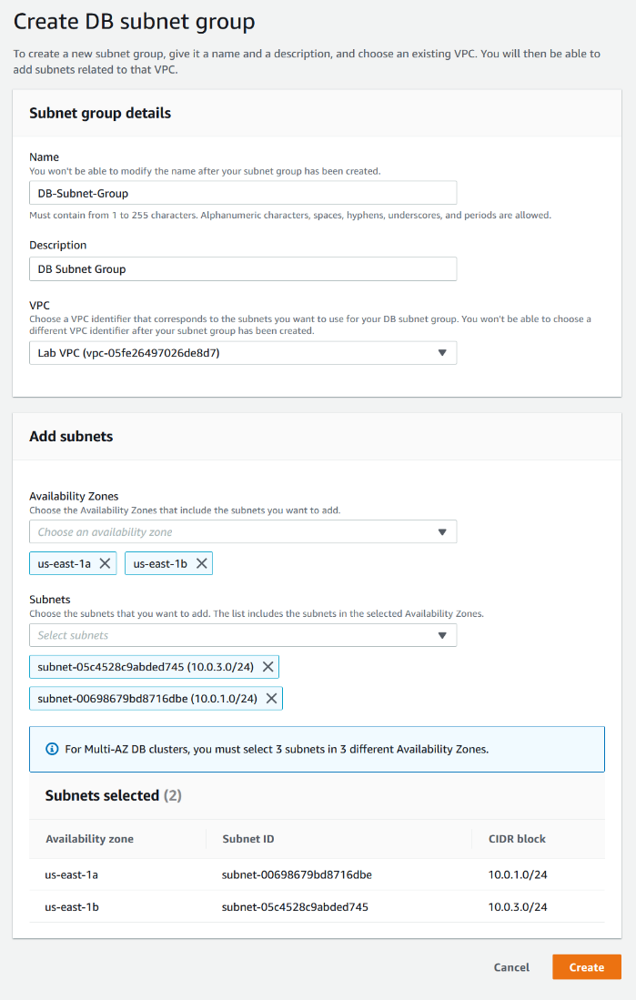 Create DB subnet group
To create a new subnet group, give it a name and a description, and choose an existing VPC. You will then be able to
add subnets related to that VPC.
Subnet group details
Name
You won't be able to modify the name after your subnet group has been created.
DB-Subnet-Group
Must contain from 1 to 255 characters. Alphanumeric characters, spaces, hyphens, underscores, and periods are allowed.
Description
DB Subnet Group
VPC
Choose a VPC identifier that corresponds to the subnets you want to use for your DB subnet group. You won't be able to choose a
different VPC identifier after your subnet group has been created.
Lab VPC (vpc-05fe26497026de8d7)
Add subnets
Availability Zones
Choose the Availability Zones that include the subnets you want to add.
Choose an availability zone
us-east-1a us-east-1b
Subnets
Choose the subnets that you want to add. The list includes the subnets in the selected Availability Zones.
Select subnets
subnet-05c4528c9abded745 (10.0.3.0/24)
subnet-00698679bd8716dbe (10.0.1.0/24)
For Multi-AZ DB clusters, you must select 3 subnets in 3 different Availability Zones.
Subnets selected (2)
Availability zone Subnet ID CIDR block
us-east-1a subnet-00698679bd8716dbe 10.0.1.0/24
us-east-1b subnet-05c4528c9abded745 10.0.3.0/24
Cancel Create